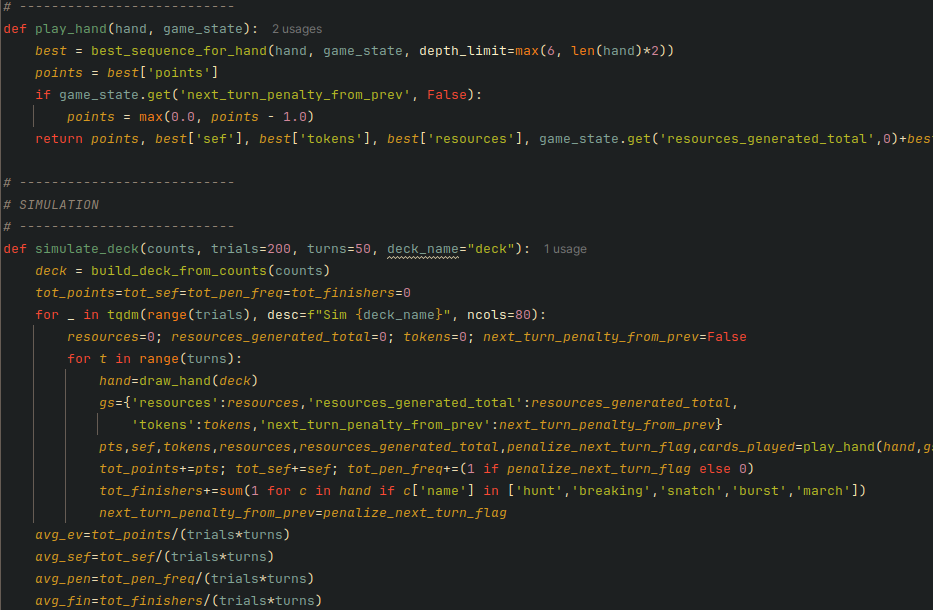 # ---------------------------
def play_hand(hand, game_state):  2 usages
    best = best_sequence_for_hand(hand, game_state, depth_limit=max(6, len(hand)*2))
    points = best['points']
    if game_state.get('next_turn_penalty_from_prev', False):
        points = max(0.0, points - 1.0)
    return points, best['sef'], best['tokens'], best['resources'], game_state.get('resources_generated_total',0)+bes

# ---------------------------
# SIMULATION
# ---------------------------
def simulate_deck(counts, trials=200, turns=50, deck_name="deck"):  1 usage
    deck = build_deck_from_counts(counts)
    tot_points=tot_sef=tot_pen_freq=tot_finishers=0
    for _ in tqdm(range(trials), desc=f"Sim {deck_name}", ncols=80):
        resources=0; resources_generated_total=0; tokens=0; next_turn_penalty_from_prev=False
        for t in range(turns):
            hand=draw_hand(deck)
            gs={'resources':resources,'resources_generated_total':resources_generated_total,
                'tokens':tokens,'next_turn_penalty_from_prev':next_turn_penalty_from_prev}
            pts,sef,tokens,resources,resources_generated_total,penalize_next_turn_flag,cards_played=play_hand(hand,gs
            tot_points+=pts; tot_sef+=sef; tot_pen_freq+=(1 if penalize_next_turn_flag else 0)
            tot_finishers+=sum(1 for c in hand if c['name'] in ['hunt','breaking','snatch','burst','march'])
            next_turn_penalty_from_prev=penalize_next_turn_flag
    avg_ev=tot_points/(trials*turns)
    avg_sef=tot_sef/(trials*turns)
    avg_pen=tot_pen_freq/(trials*turns)
    avg_fin=tot_finishers/(trials*turns)